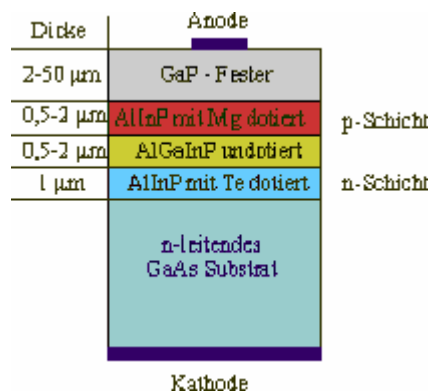 Dicke
Anode
2-50 µm
GaP - Fester
0,5-2 µm
AlInP mit Mg dotiert
p-Schicht
0,5-2 µm
AlGaInP undotiert
1 µm
AlInP mit Te dotiert
n-Schicht
n-leitendes
GaAs Substrat
Kathode